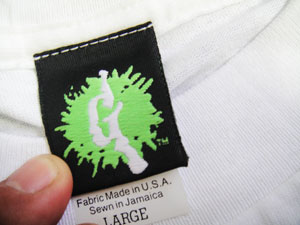 G
TM
Fabric Made in U.S.A.
Sewn in Jamaica
LARGE